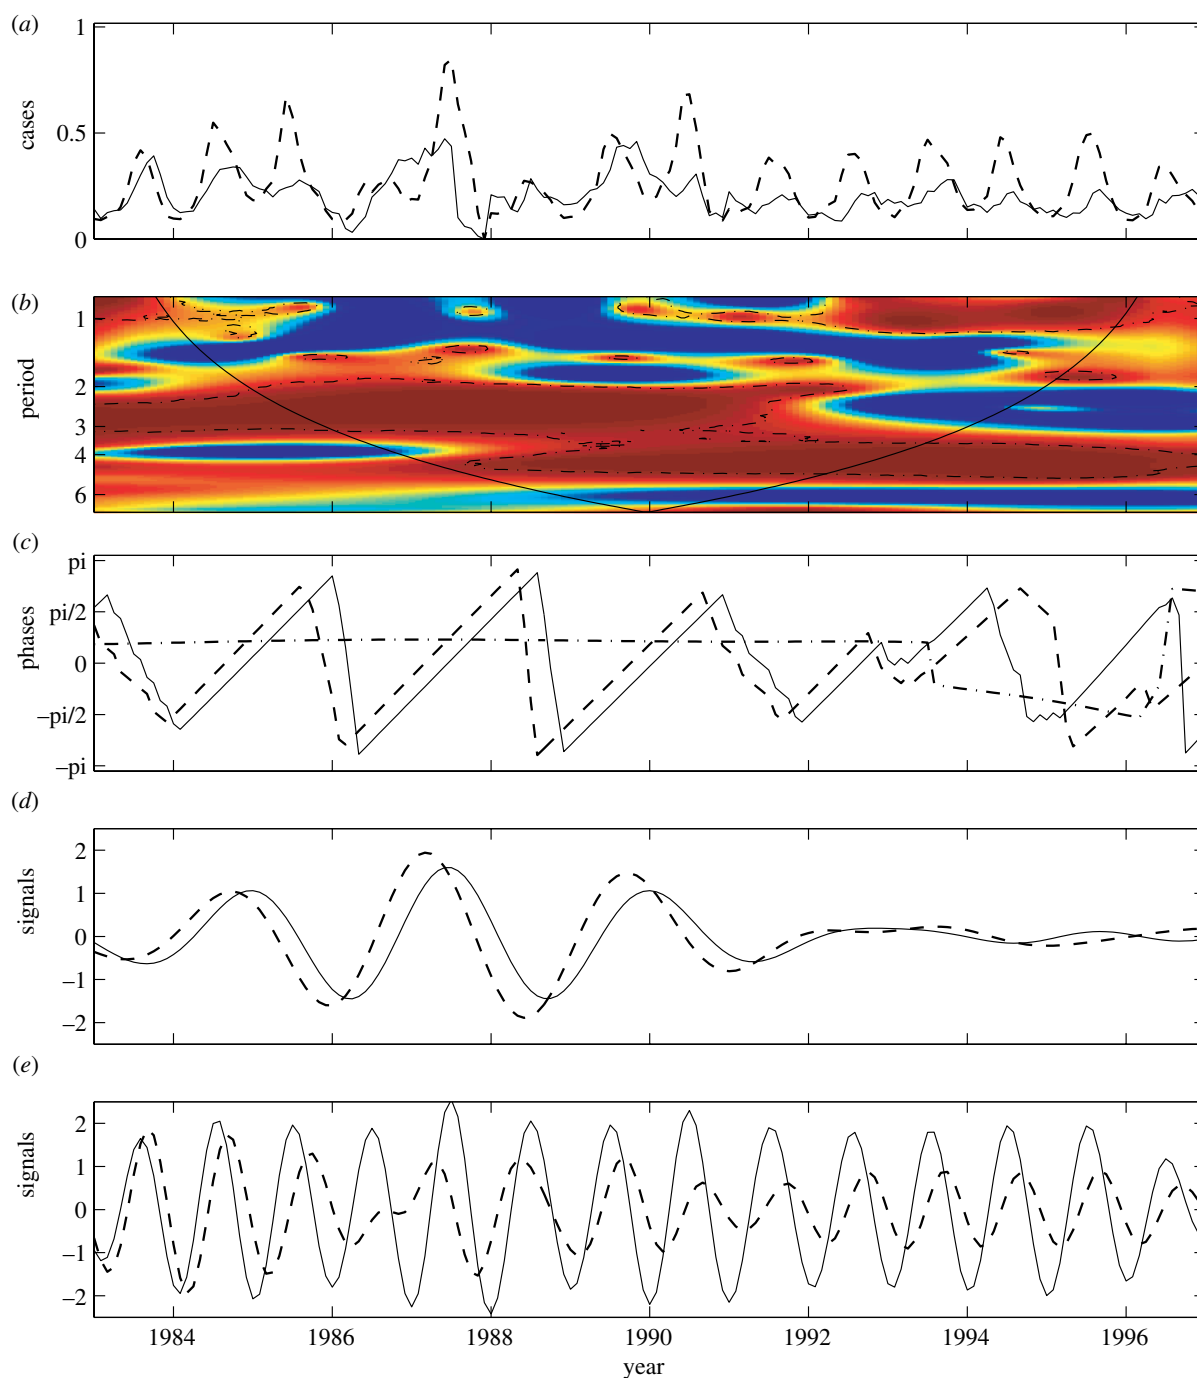 (a)
1
0.5
0
cases
(b)
1
2
3
4
6
period
(c)
pi
pi/2
0
–pi/2
–pi
phases
(d)
2
1
0
–1
–2
signals
(e)
2
1
0
–1
–2
signals
1984 1986 1988 1990 1992 1994 1996
year